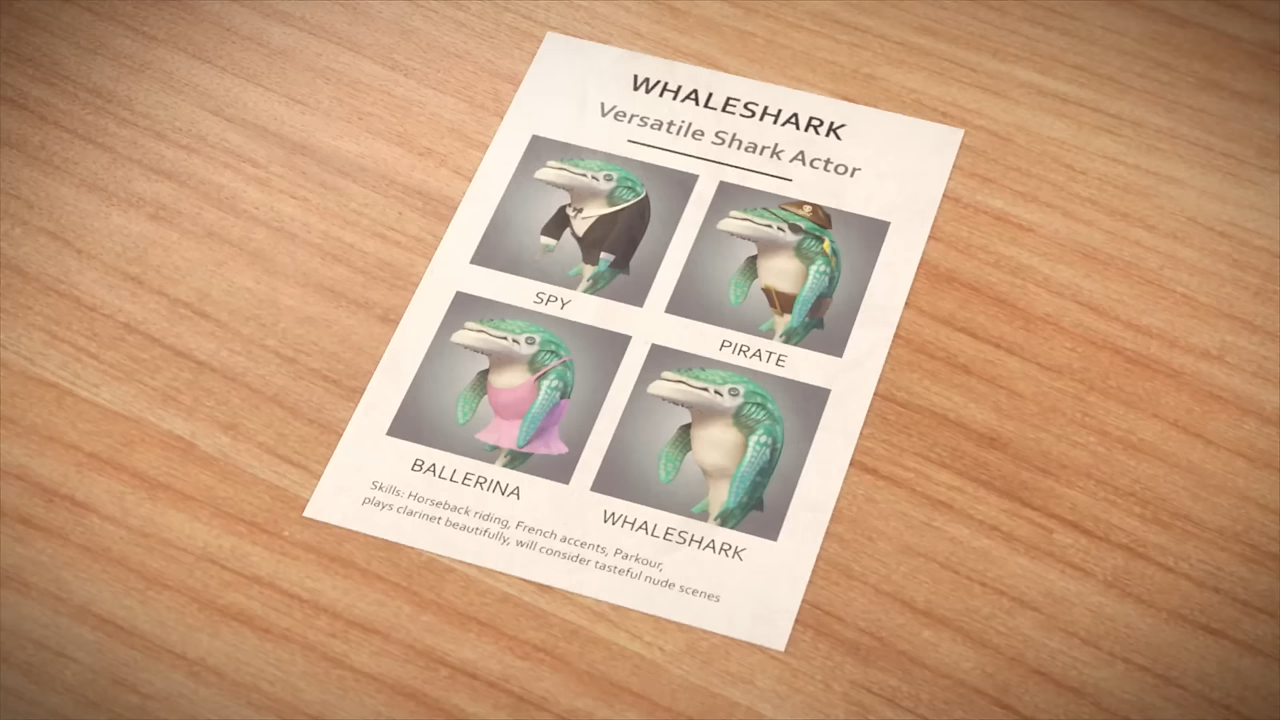 WHALESHARK
Versatile Shark Actor
SPY
PIRATE
BALLERINA
WHALESHARK
Skills: Horseback riding, French accents, Parkour,
plays clarinet beautifully, will consider tasteful nude scenes